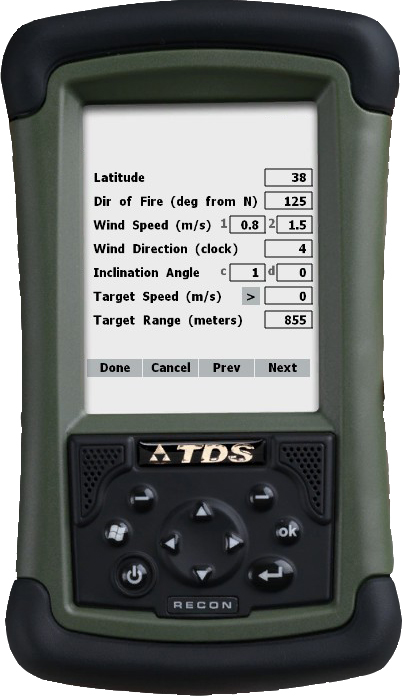 Latitude 38
Dir of Fire (deg from N) 125
Wind Speed (m/s) 1 0.8 2 1.5
Wind Direction (clock) 4
Inclination Angle c 1 d 0
Target Speed (m/s) > 0
Target Range (meters) 855
Done Cancel Prev Next
TDS
ok
RECON